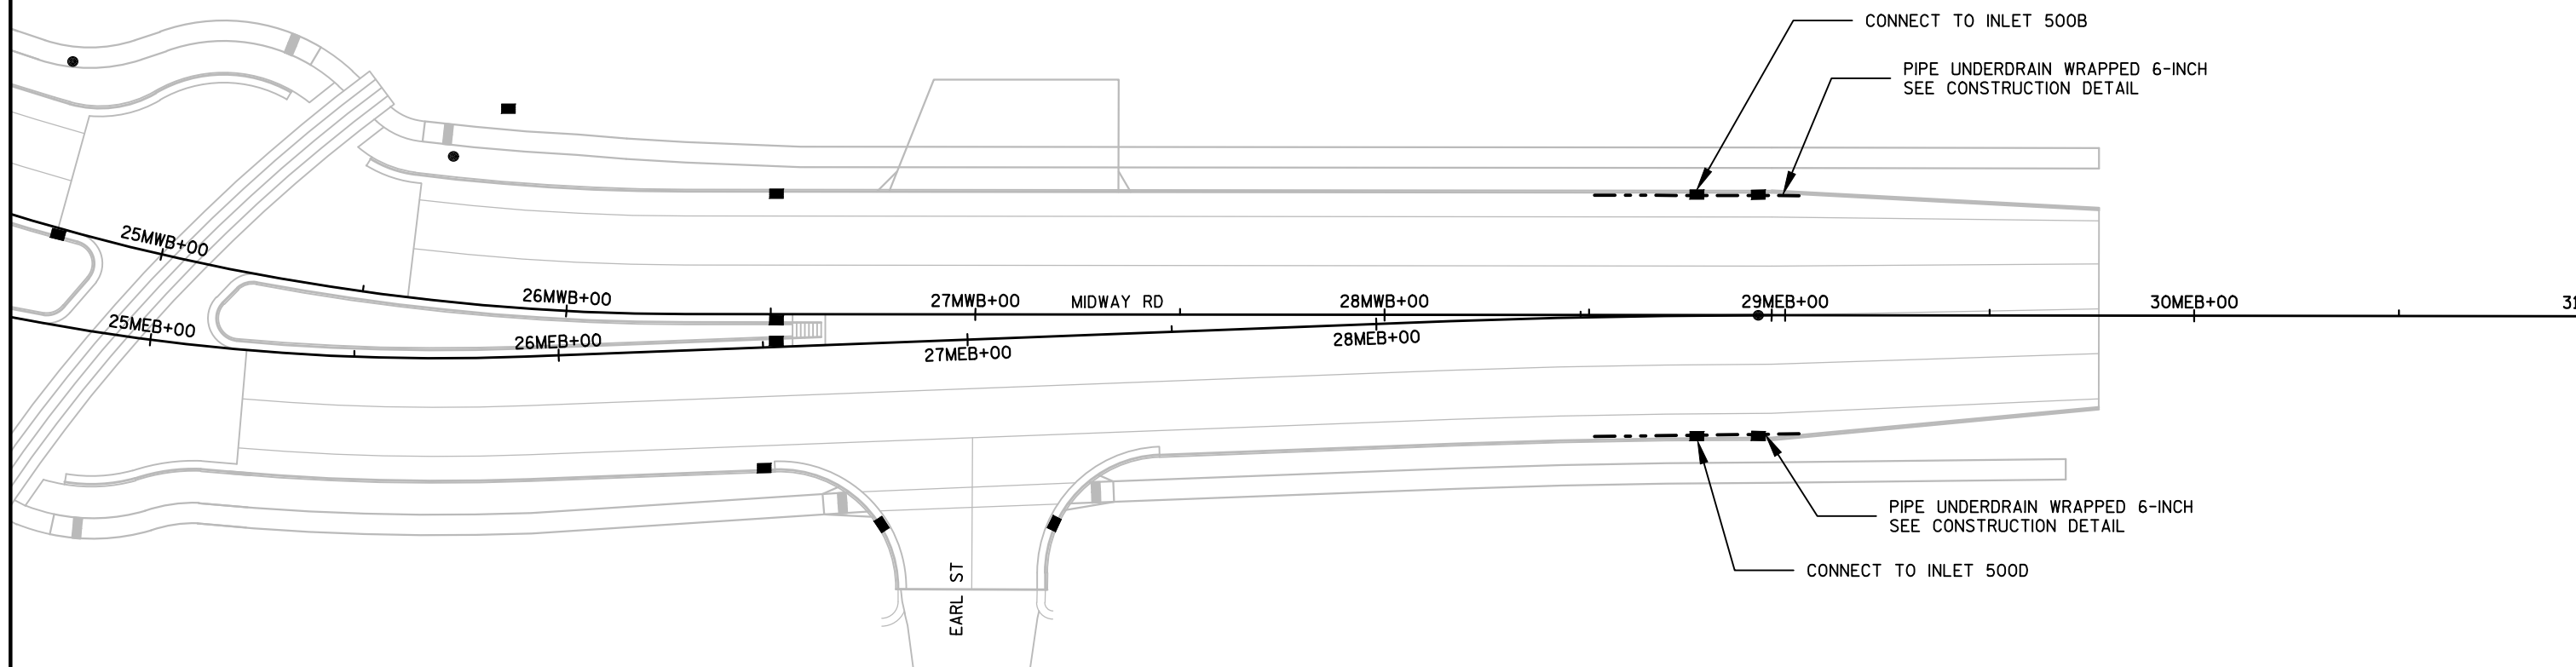 CONNECT TO INLET 500B
PIPE UNDERDRAIN WRAPPED 6-INCH
SEE CONSTRUCTION DETAIL
25MWB+00
26MWB+00
27MWB+00
MIDWAY RD
28MWB+00
29MEB+00
30MEB+00
31
25MEB+00
26MEB+00
27MEB+00
28MEB+00
PIPE UNDERDRAIN WRAPPED 6-INCH
SEE CONSTRUCTION DETAIL
CONNECT TO INLET 500D
EARL ST